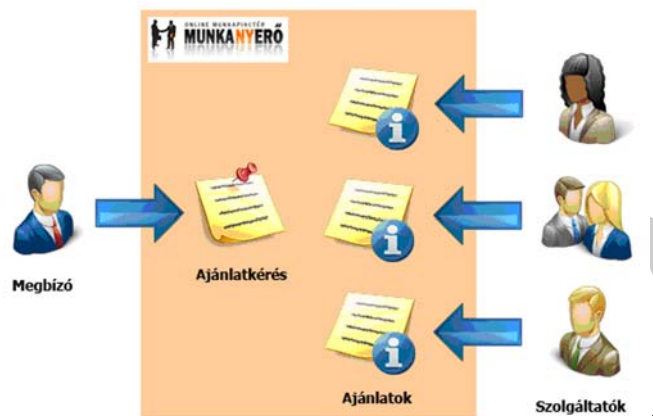 ONLINE MUNKAPIACTÉR
MUNKANYERŐ
Ajánlatkérés
Megbízó
Ajánlatok
Szolgáltatók